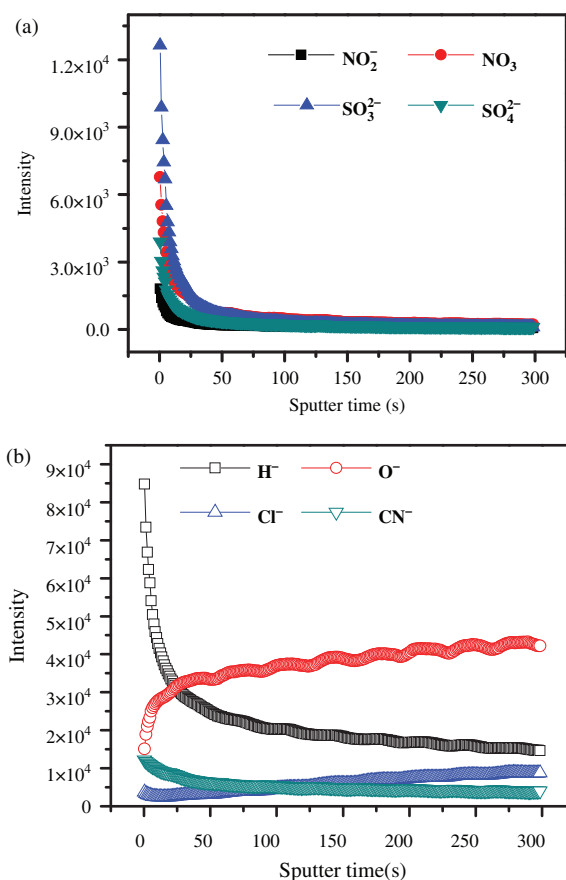 (a)
NO₂⁻ NO₃
SO₃²⁻ SO₄²⁻
1.2×10⁴
9.0×10³
6.0×10³
3.0×10³
0.0
Intensity
0 50 100 150 200 250 300
Sputter time (s)
(b)
H⁻ O⁻
Cl⁻ CN⁻
9×10⁴
8×10⁴
7×10⁴
6×10⁴
5×10⁴
4×10⁴
3×10⁴
2×10⁴
1×10⁴
0
Intensity
0 50 100 150 200 250 300
Sputter time(s)